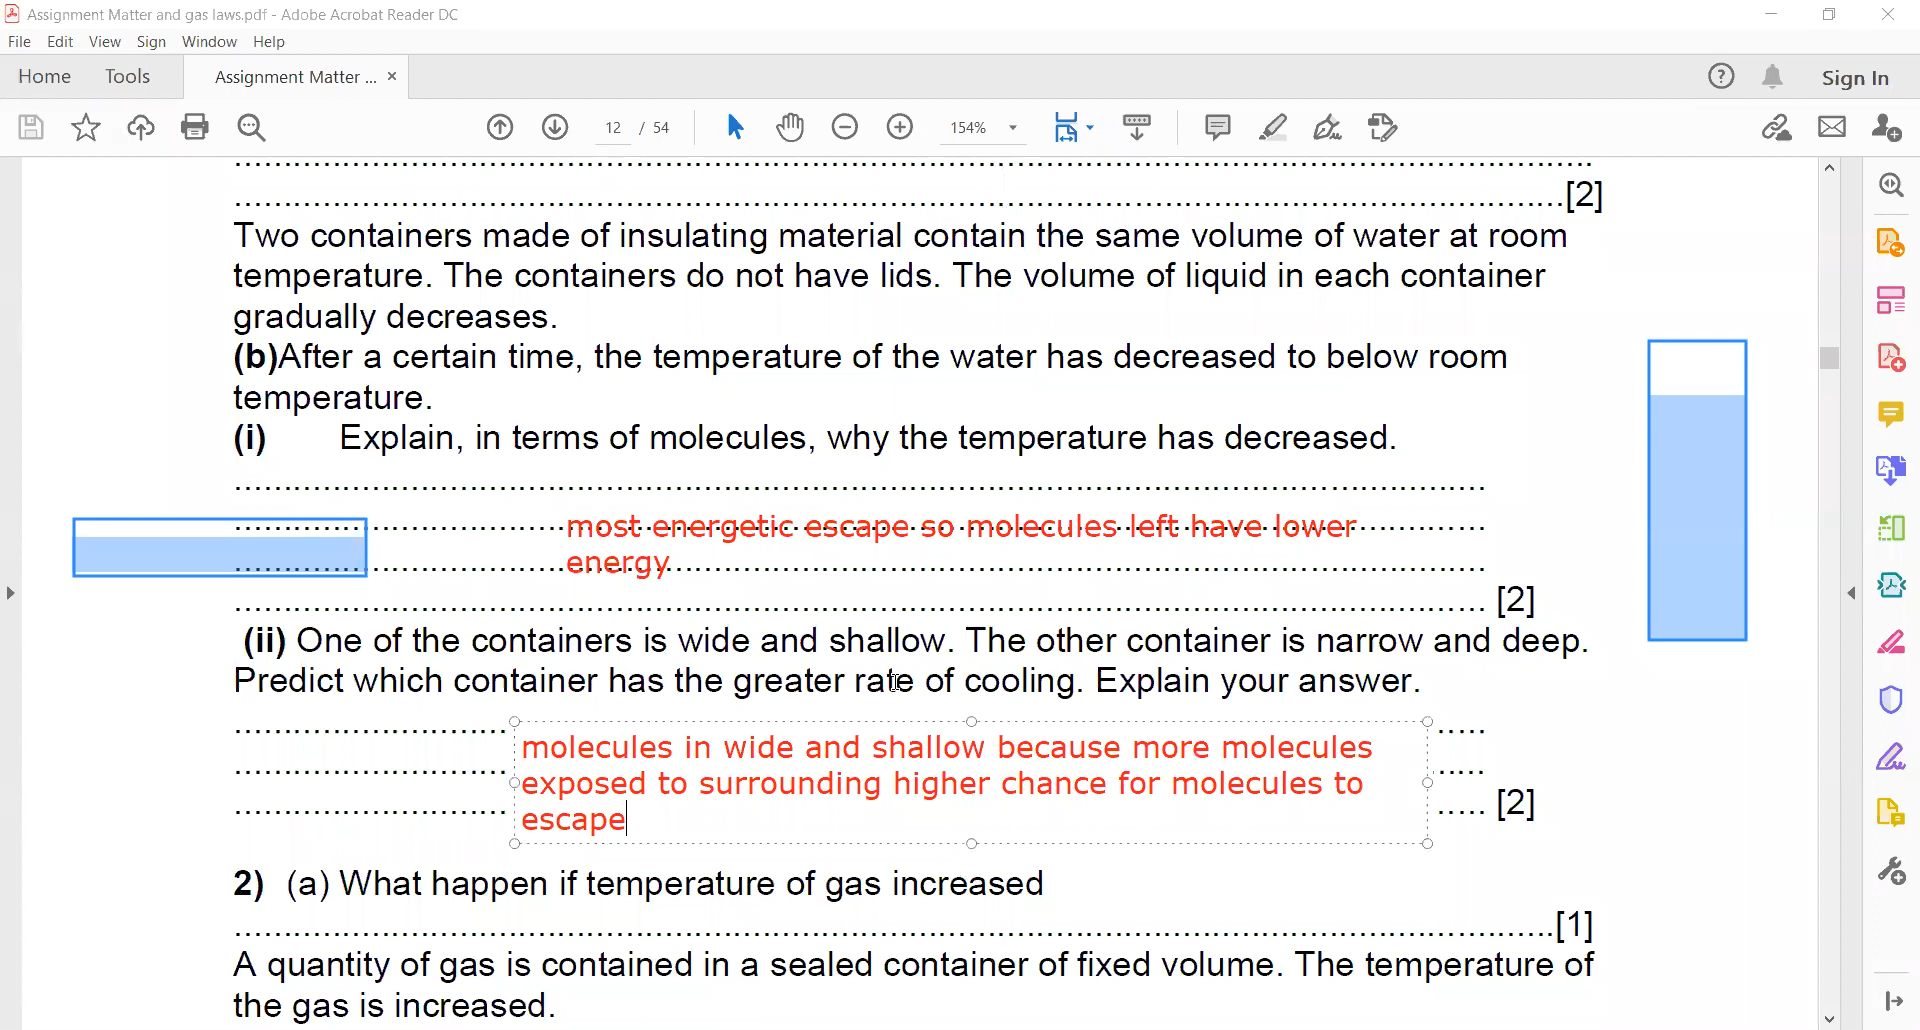 Assignment Matter and gas laws.pdf - Adobe Acrobat Reader DC
File Edit View Sign Window Help
Home Tools Assignment Matter ... × Sign In
12 / 54 154%
[2]
Two containers made of insulating material contain the same volume of water at room
temperature. The containers do not have lids. The volume of liquid in each container
gradually decreases.
(b)After a certain time, the temperature of the water has decreased to below room
temperature.
(i) Explain, in terms of molecules, why the temperature has decreased.
most energetic escape so molecules left have lower
energy
[2]
(ii) One of the containers is wide and shallow. The other container is narrow and deep.
Predict which container has the greater rate of cooling. Explain your answer.
molecules in wide and shallow because more molecules
exposed to surrounding higher chance for molecules to
escape
[2]
2) (a) What happen if temperature of gas increased
[1]
A quantity of gas is contained in a sealed container of fixed volume. The temperature of
the gas is increased.